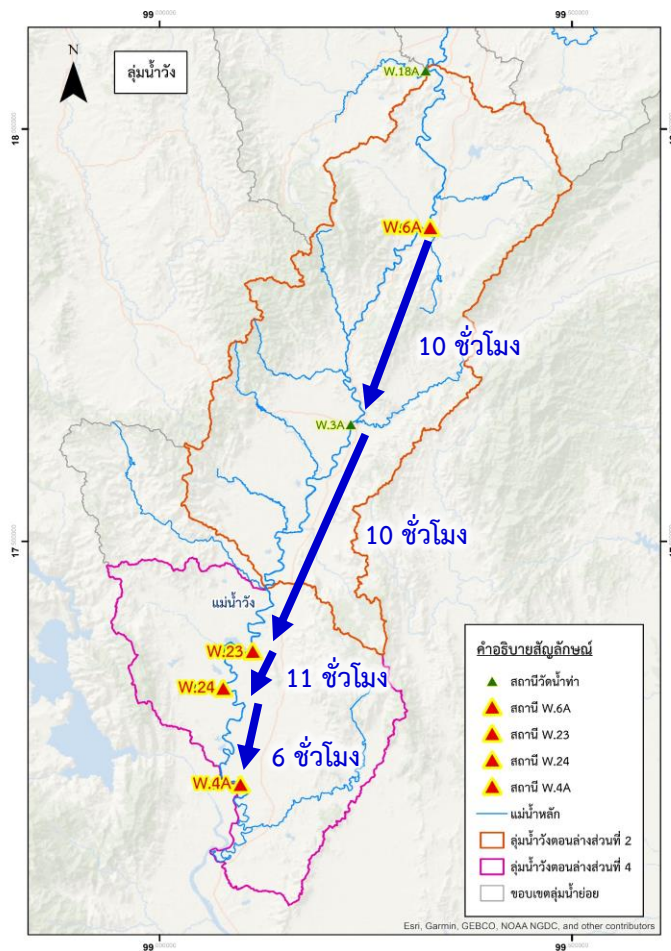 99
99
N
ลุ่มน้ำวัง
W.18A
18
18
W.6A
10 ชั่วโมง
W.3A
17
10 ชั่วโมง
แม่น้ำวัง
W.23
W.24
11 ชั่วโมง
6 ชั่วโมง
W.4A
คำอธิบายสัญลักษณ์
สถานีวัดน้ำท่า
สถานี W.6A
สถานี W.23
สถานี W.24
สถานี W.4A
แม่น้ำหลัก
ลุ่มน้ำวังตอนล่างส่วนที่ 2
ลุ่มน้ำวังตอนล่างส่วนที่ 4
ขอบเขตลุ่มน้ำย่อย
Esri, Garmin, GEBCO, NOAA NGDC, and other contributors
99
99